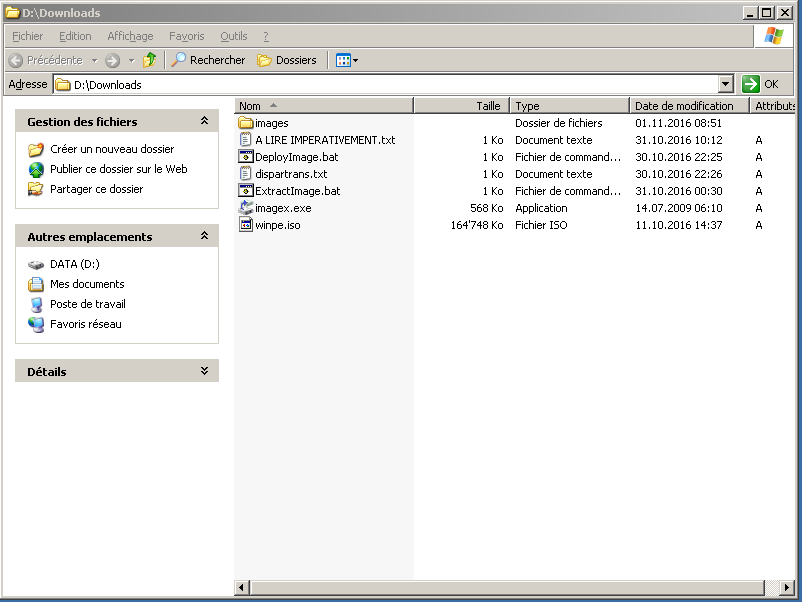 D:\Downloads
Fichier Edition Affichage Favoris Outils ?
Précédente Rechercher Dossiers
Adresse D:\Downloads OK
Gestion des fichiers
Créer un nouveau dossier
Publier ce dossier sur le Web
Partager ce dossier
Autres emplacements
DATA (D:)
Mes documents
Poste de travail
Favoris réseau
Détails
Nom Taille Type Date de modification Attributs
images Dossier de fichiers 01.11.2016 08:51
A LIRE IMPERATIVEMENT.txt 1 Ko Document texte 31.10.2016 10:12 A
DeployImage.bat 1 Ko Fichier de command... 30.10.2016 22:25 A
dispartrans.txt 1 Ko Document texte 30.10.2016 22:26 A
ExtractImage.bat 1 Ko Fichier de command... 31.10.2016 00:30 A
imagex.exe 568 Ko Application 14.07.2009 06:10 A
winpe.iso 164'748 Ko Fichier ISO 11.10.2016 14:37 A